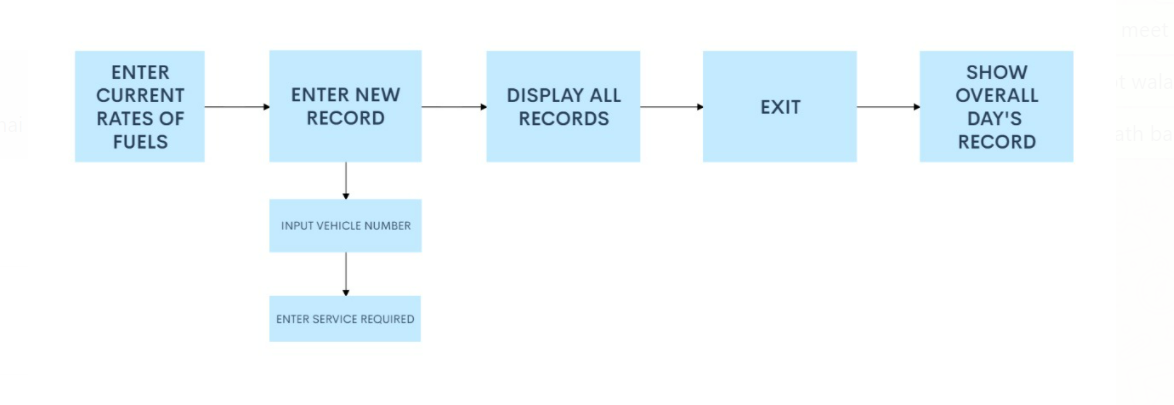 ENTER
CURRENT
RATES OF
FUELS
ENTER NEW
RECORD
DISPLAY ALL
RECORDS
EXIT
SHOW
OVERALL
DAY'S
RECORD
INPUT VEHICLE NUMBER
ENTER SERVICE REQUIRED
meet